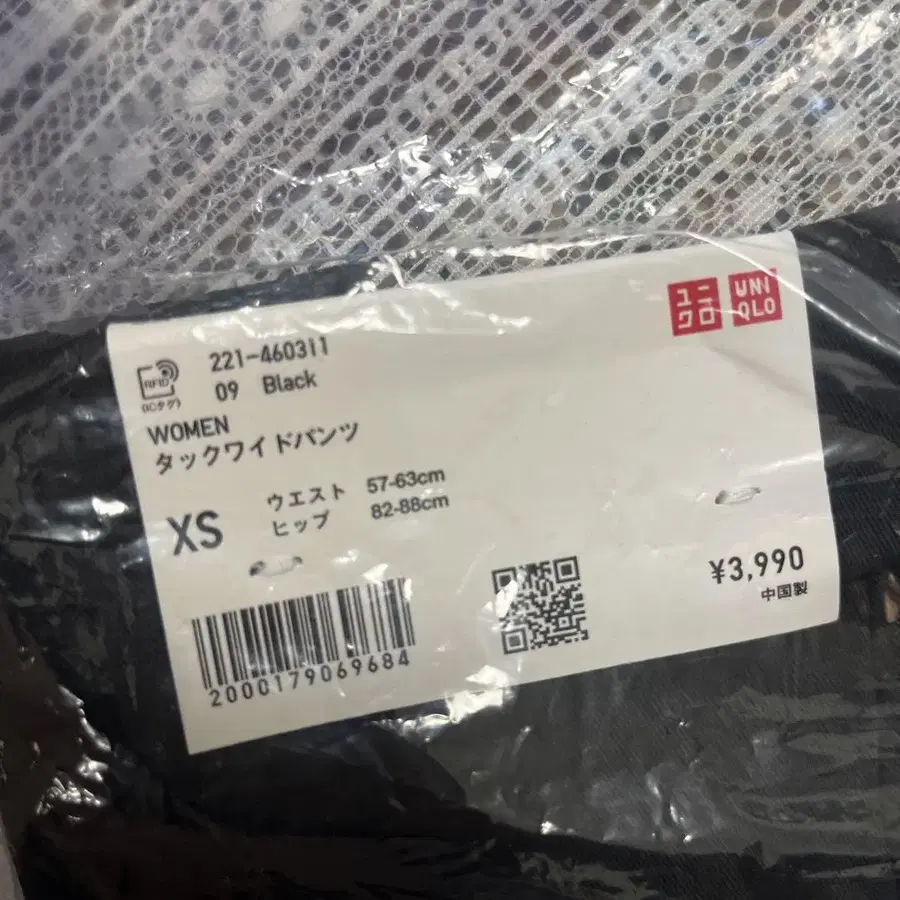 ユニ
クロ
UNI
QLO
RFID
(ICタグ)
221-460311
09 Black
WOMEN
タックワイドパンツ
XS
ウエスト 57-63cm
ヒップ 82-88cm
2000179069684
¥3,990
中国製